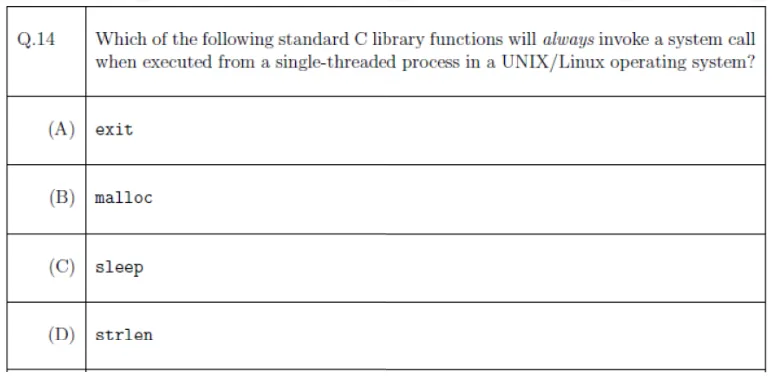 Q.14 Which of the following standard C library functions will always invoke a system call
when executed from a single-threaded process in a UNIX/Linux operating system?
(A) exit
(B) malloc
(C) sleep
(D) strlen